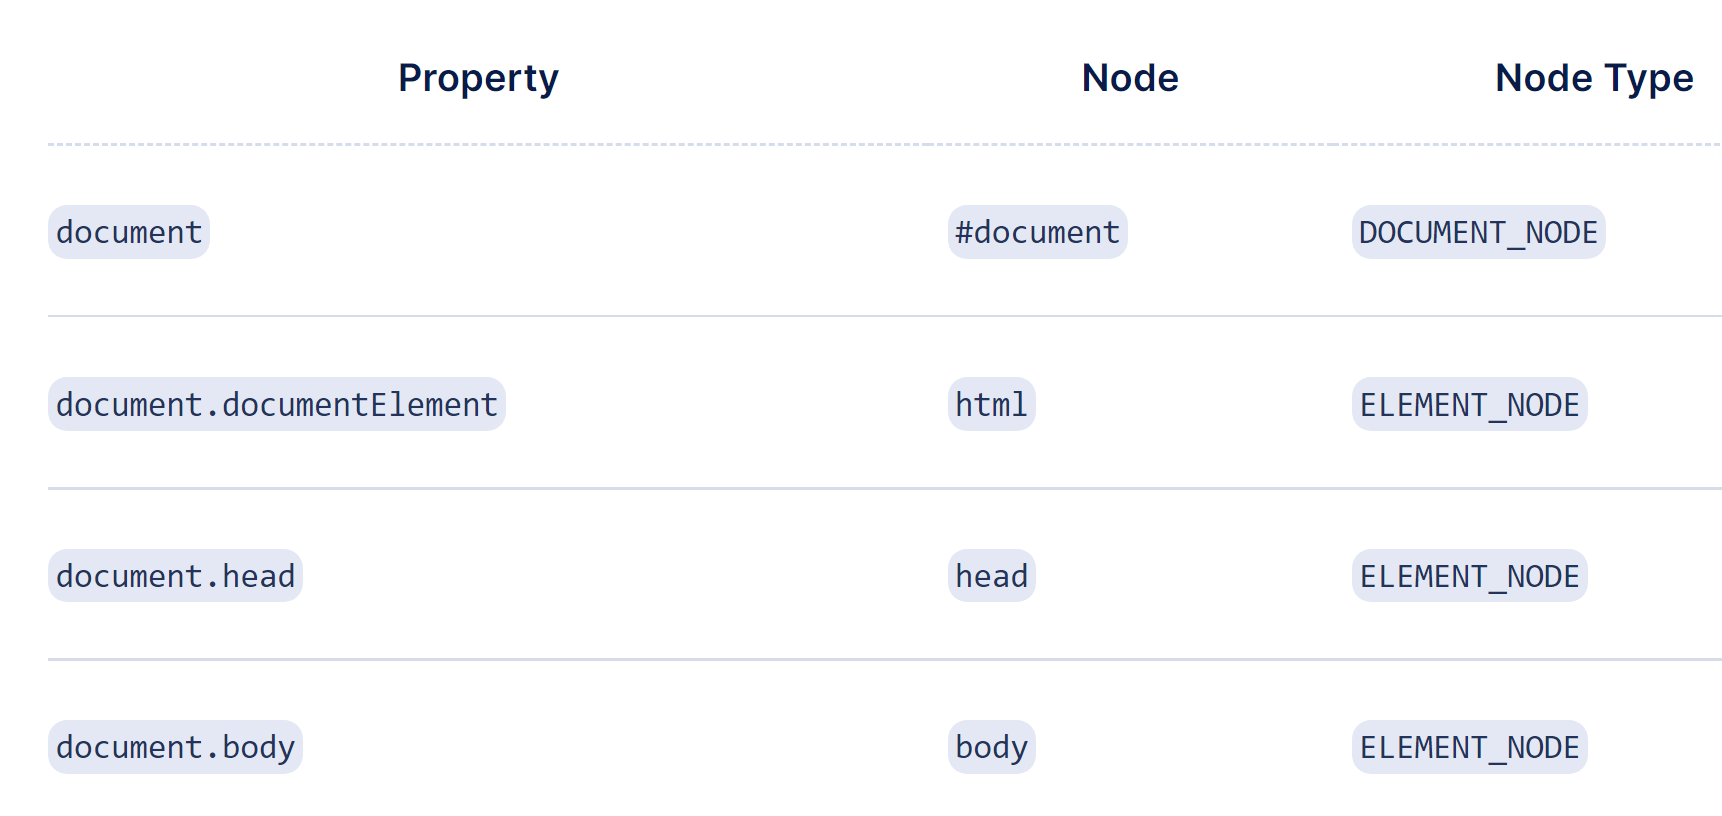 Property Node Node Type
document #document DOCUMENT_NODE
document.documentElement html ELEMENT_NODE
document.head head ELEMENT_NODE
document.body body ELEMENT_NODE